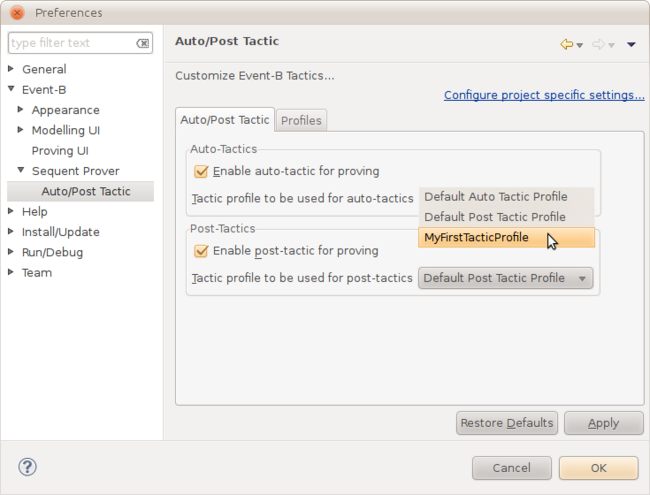 Preferences
type filter text
General
Event-B
Appearance
Modelling UI
Proving UI
Sequent Prover
Auto/Post Tactic
Help
Install/Update
Run/Debug
Team
Auto/Post Tactic
Customize Event-B Tactics...
Configure project specific settings...
Auto/Post Tactic
Profiles
Auto-Tactics
Enable auto-tactic for proving
Tactic profile to be used for auto-tactics
Default Auto Tactic Profile
Default Post Tactic Profile
MyFirstTacticProfile
Post-Tactics
Enable post-tactic for proving
Tactic profile to be used for post-tactics
Default Post Tactic Profile
Restore Defaults
Apply
?
Cancel
OK